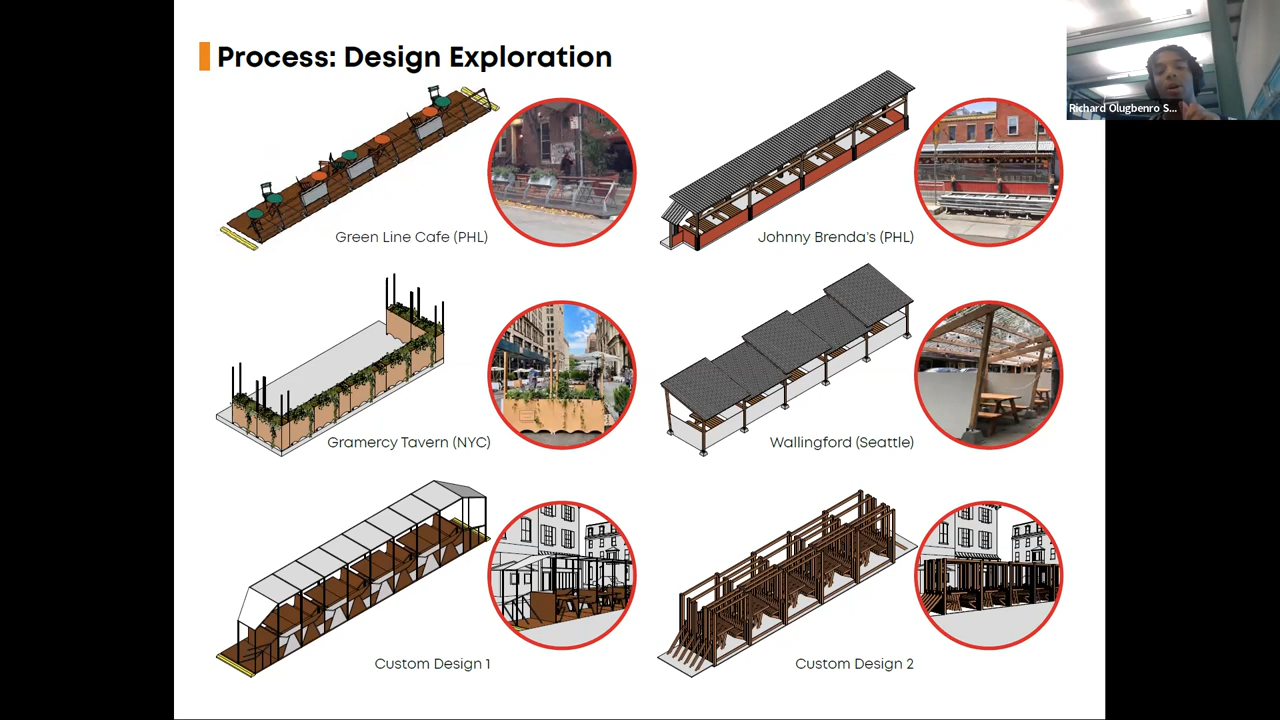 Process: Design Exploration
Richard Olugbenro S...
Green Line Cafe (PHL)
Johnny Brenda's (PHL)
Gramercy Tavern (NYC)
Wallingford (Seattle)
Custom Design 1
Custom Design 2